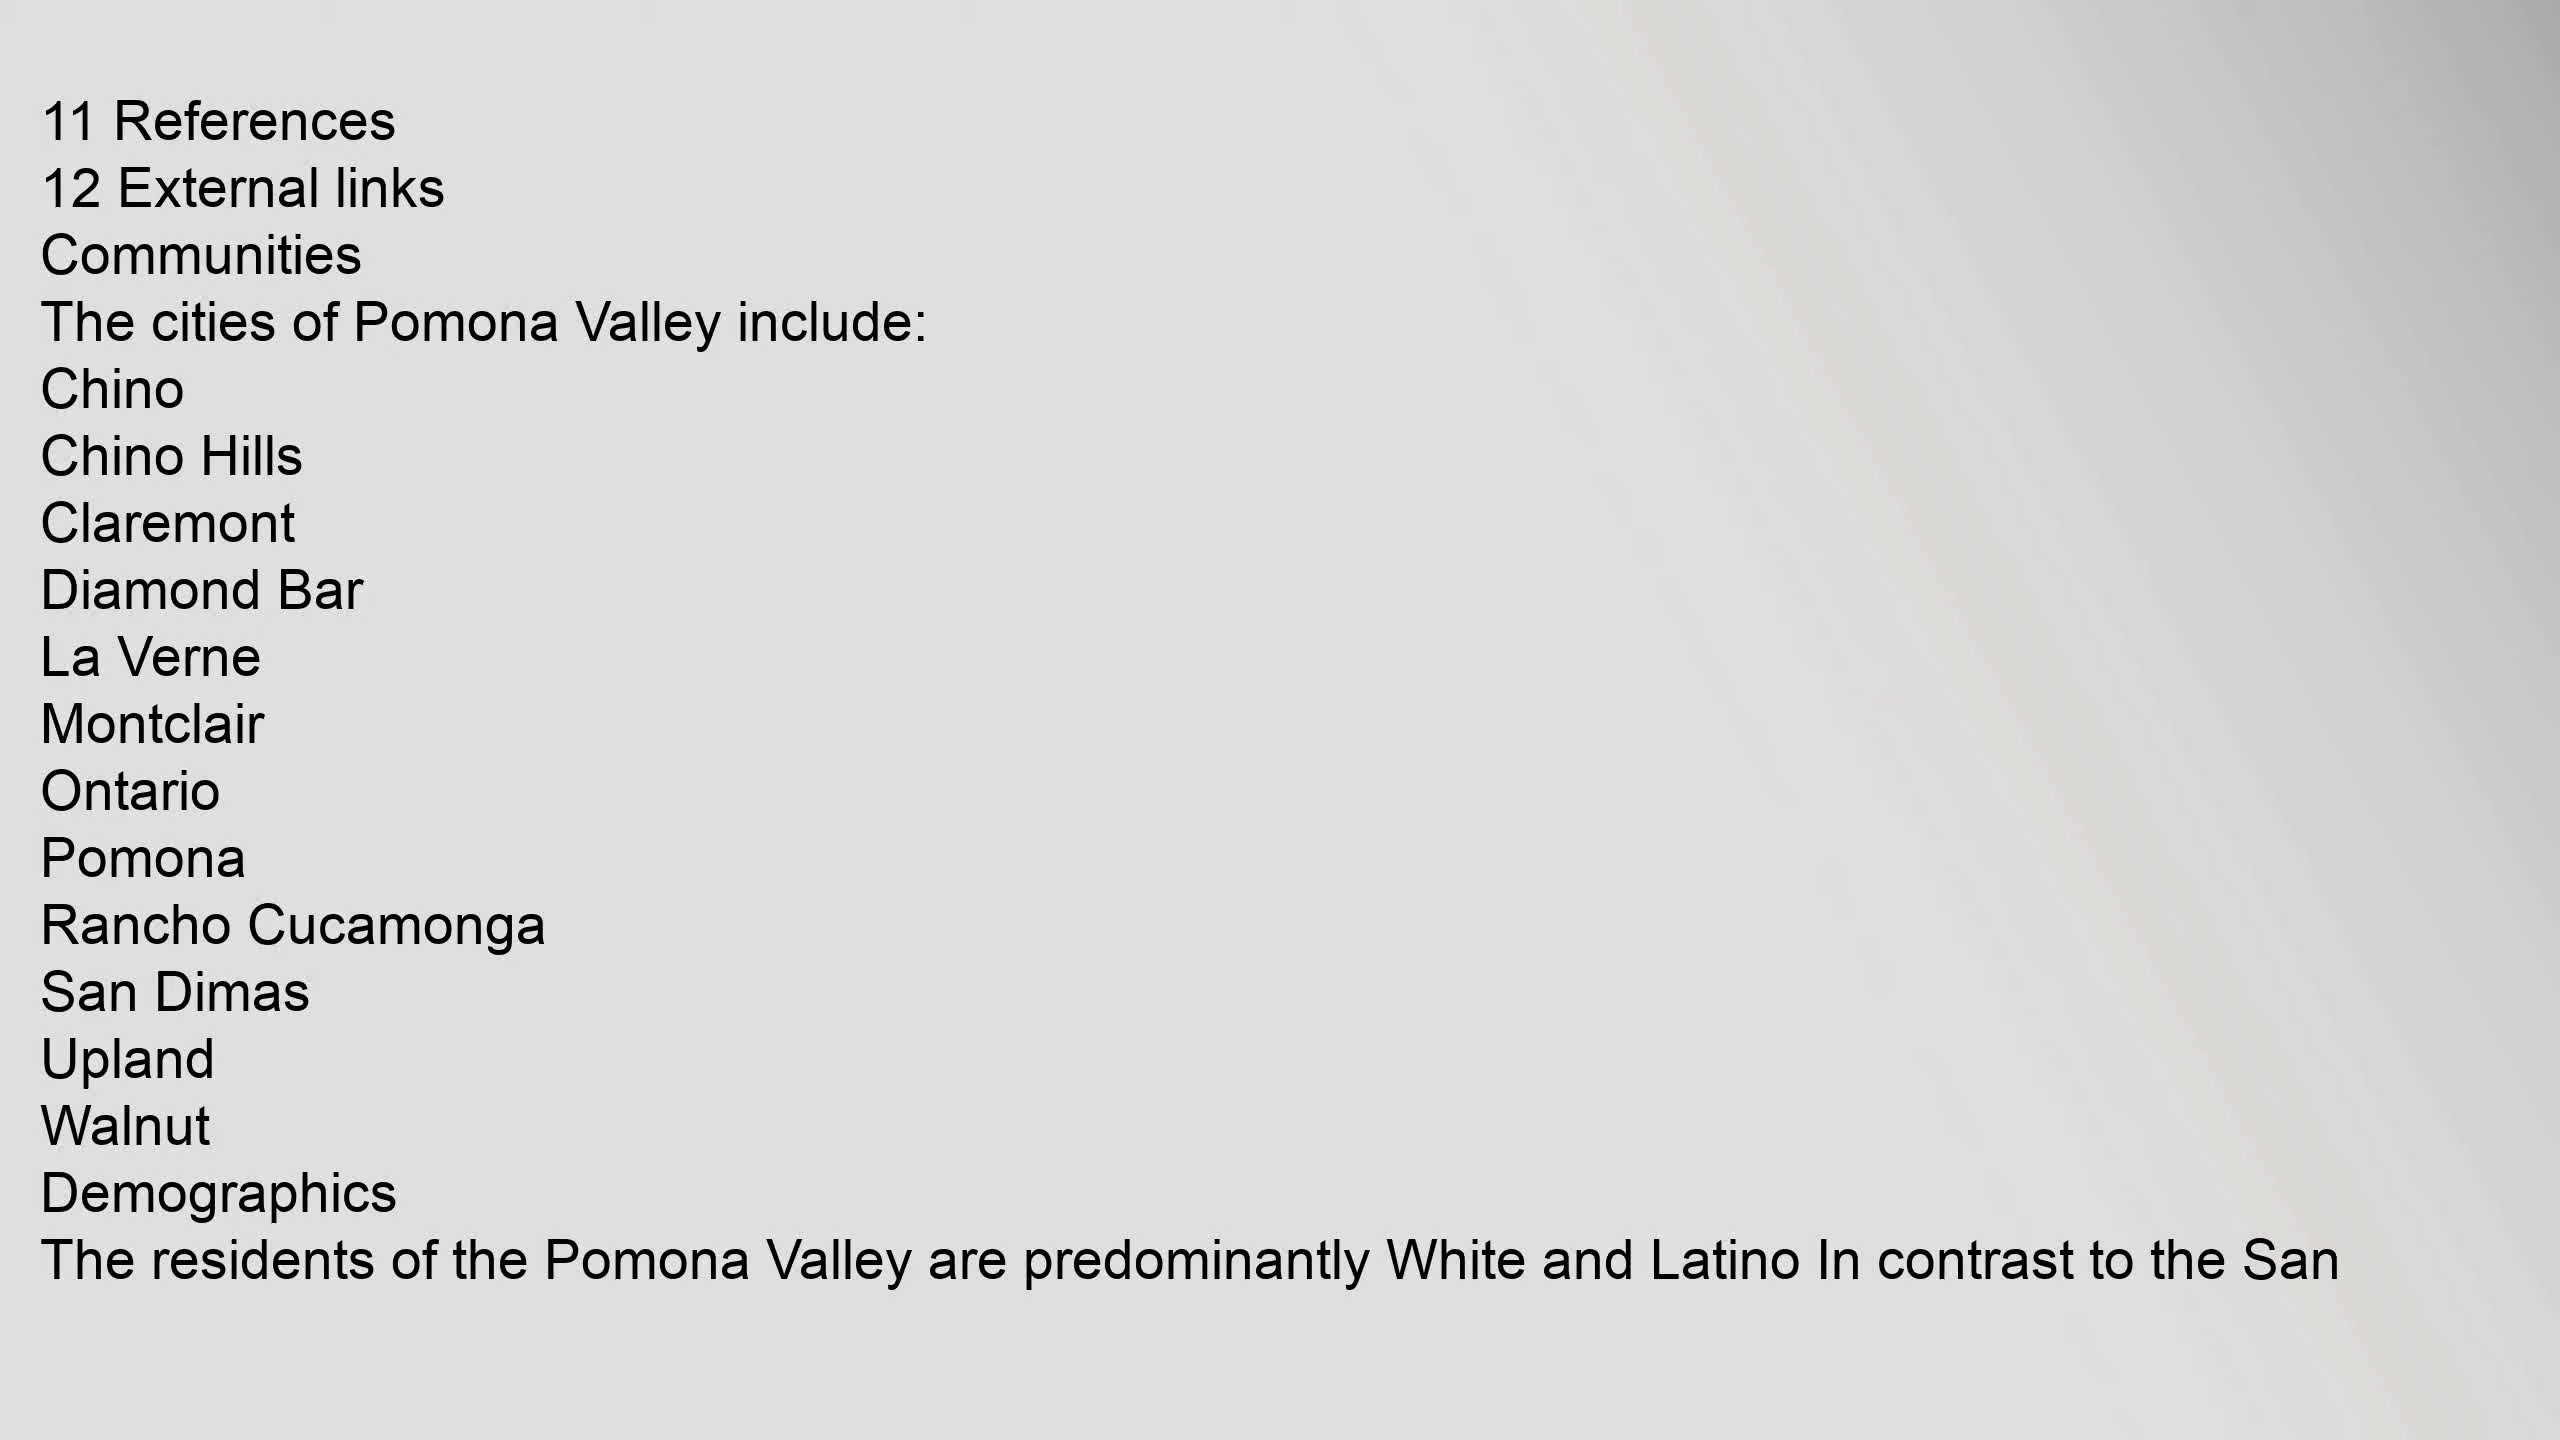 11 References
12 External links
Communities
The cities of Pomona Valley include:
Chino
Chino Hills
Claremont
Diamond Bar
La Verne
Montclair
Ontario
Pomona
Rancho Cucamonga
San Dimas
Upland
Walnut
Demographics
The residents of the Pomona Valley are predominantly White and Latino In contrast to the San